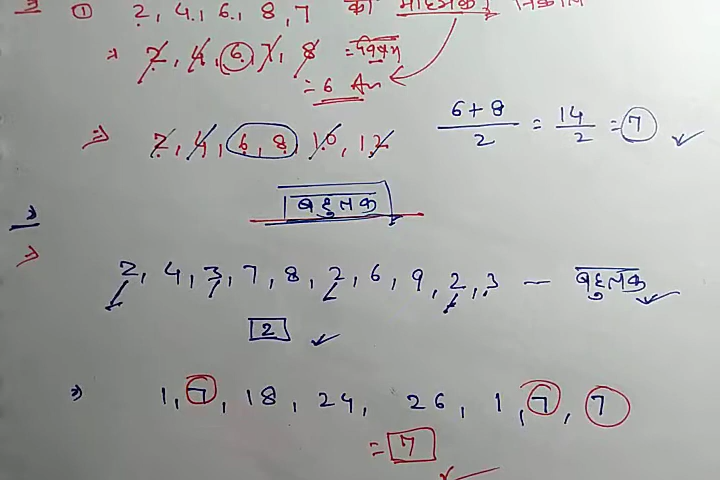 ① 2, 4, 6, 8, 7 का माध्यक
⇒ 2, 4, 6, 7, 8 = विषम
= 6 Ans
⇒ 2, 4, 6, 8, 10, 12 6+8/2 = 14/2 = 7
बहुलक
⇒ 2, 4, 3, 7, 8, 2, 6, 9, 2, 3 — बहुलक
2
⇒ 1, 7, 18, 24, 26, 1, 7, 7
= 7